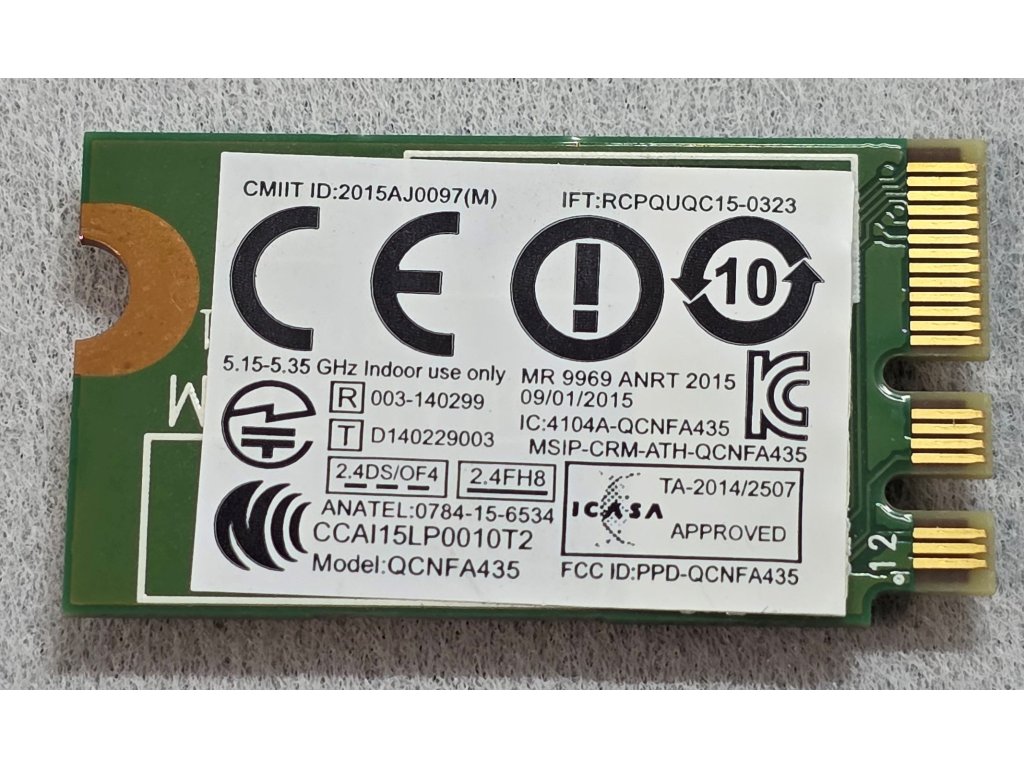 CMIIT ID:2015AJ0097(M) IFT:RCPQUQC15-0323
CE
10
5.15-5.35 GHz Indoor use only
MR 9969 ANRT 2015
09/01/2015
R 003-140299
T D140229003
IC:4104A-QCNFA435
MSIP-CRM-ATH-QCNFA435
2.4DS/OF4 2.4FH8
ANATEL:0784-15-6534
CCAI15LP0010T2
Model:QCNFA435
ICASA
TA-2014/2507
APPROVED
FCC ID:PPD-QCNFA435
12